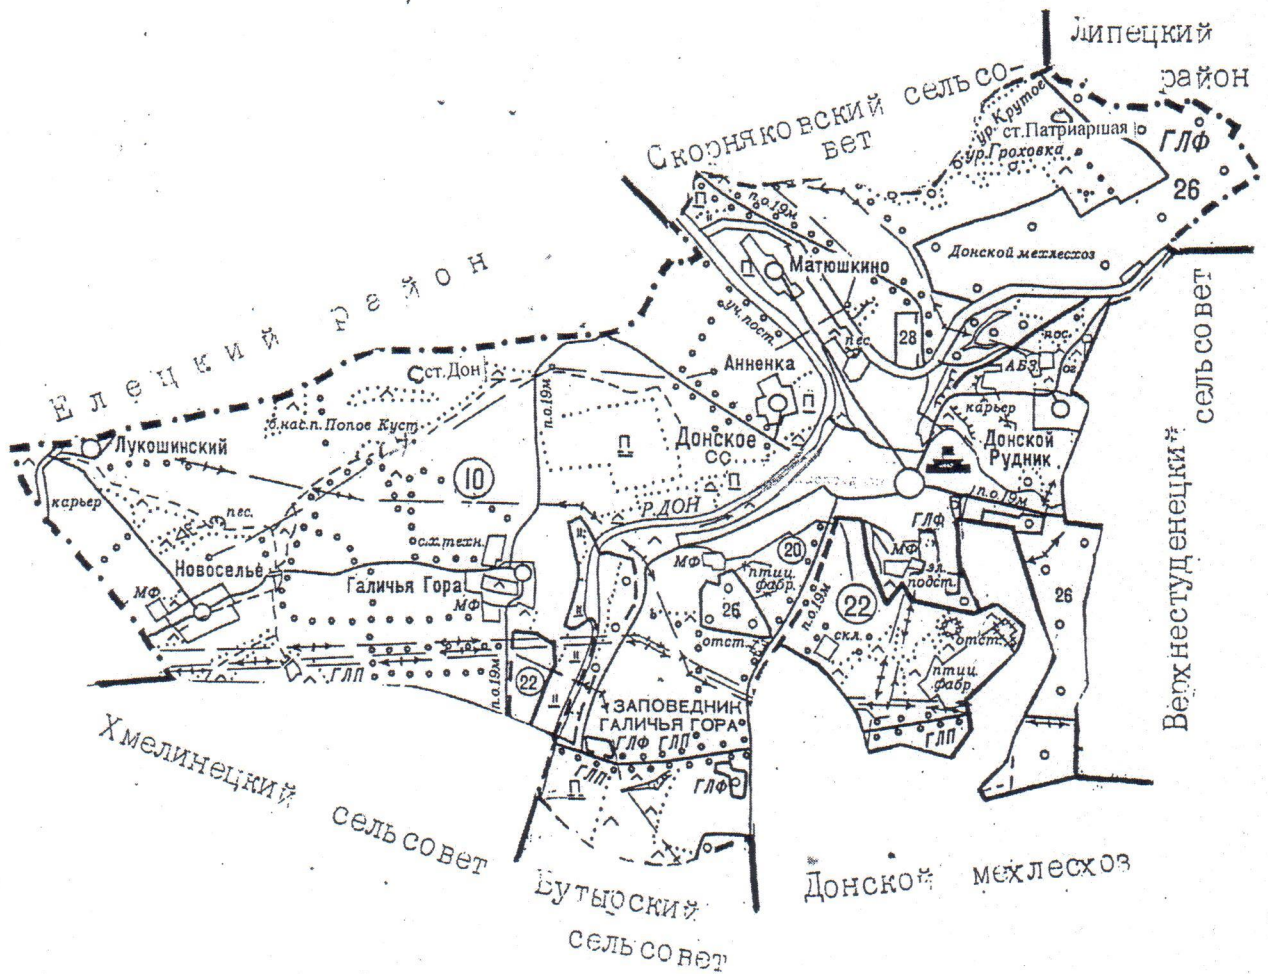 Липецкий
район
Скорняковский сельсо-
вет
ур. Крутое
ст. Патриаршая
ур. Гроховка
ГЛФ
26
Елецкий район
п.о.19м
П
Матюшкино
П
Донской мехлесхоз
уч. пост.
пес.
28
пос.
АБЗ
ог.
Анненка
П
карьер
Донской
Рудник
ст. Дон
п.о.19м
б.нас.п. Попов Куст
Лукошинский
П
Донское
СС
П
10
карьер
пес.
Р. ДОН
п.о.19м
ГЛФ
с.х. техн.
Новоселье
Галичья Гора
МФ
МФ
МФ
20
птиц.
фабр.
п.о.19м
МФ
эл.
подст.
22
26
26
отст.
скл.
отст.
птиц.
фабр.
ГЛП
п.о.19м
22
ЗАПОВЕДНИК
ГАЛИЧЬЯ ГОРА
ГЛФ ГЛП
ГЛП
ГЛП
П
ГЛФ
Верхнестуденецкий
сельсовет
Хмелинецкий сельсовет
Бутырский
сельсовет
Донской мехлесхоз